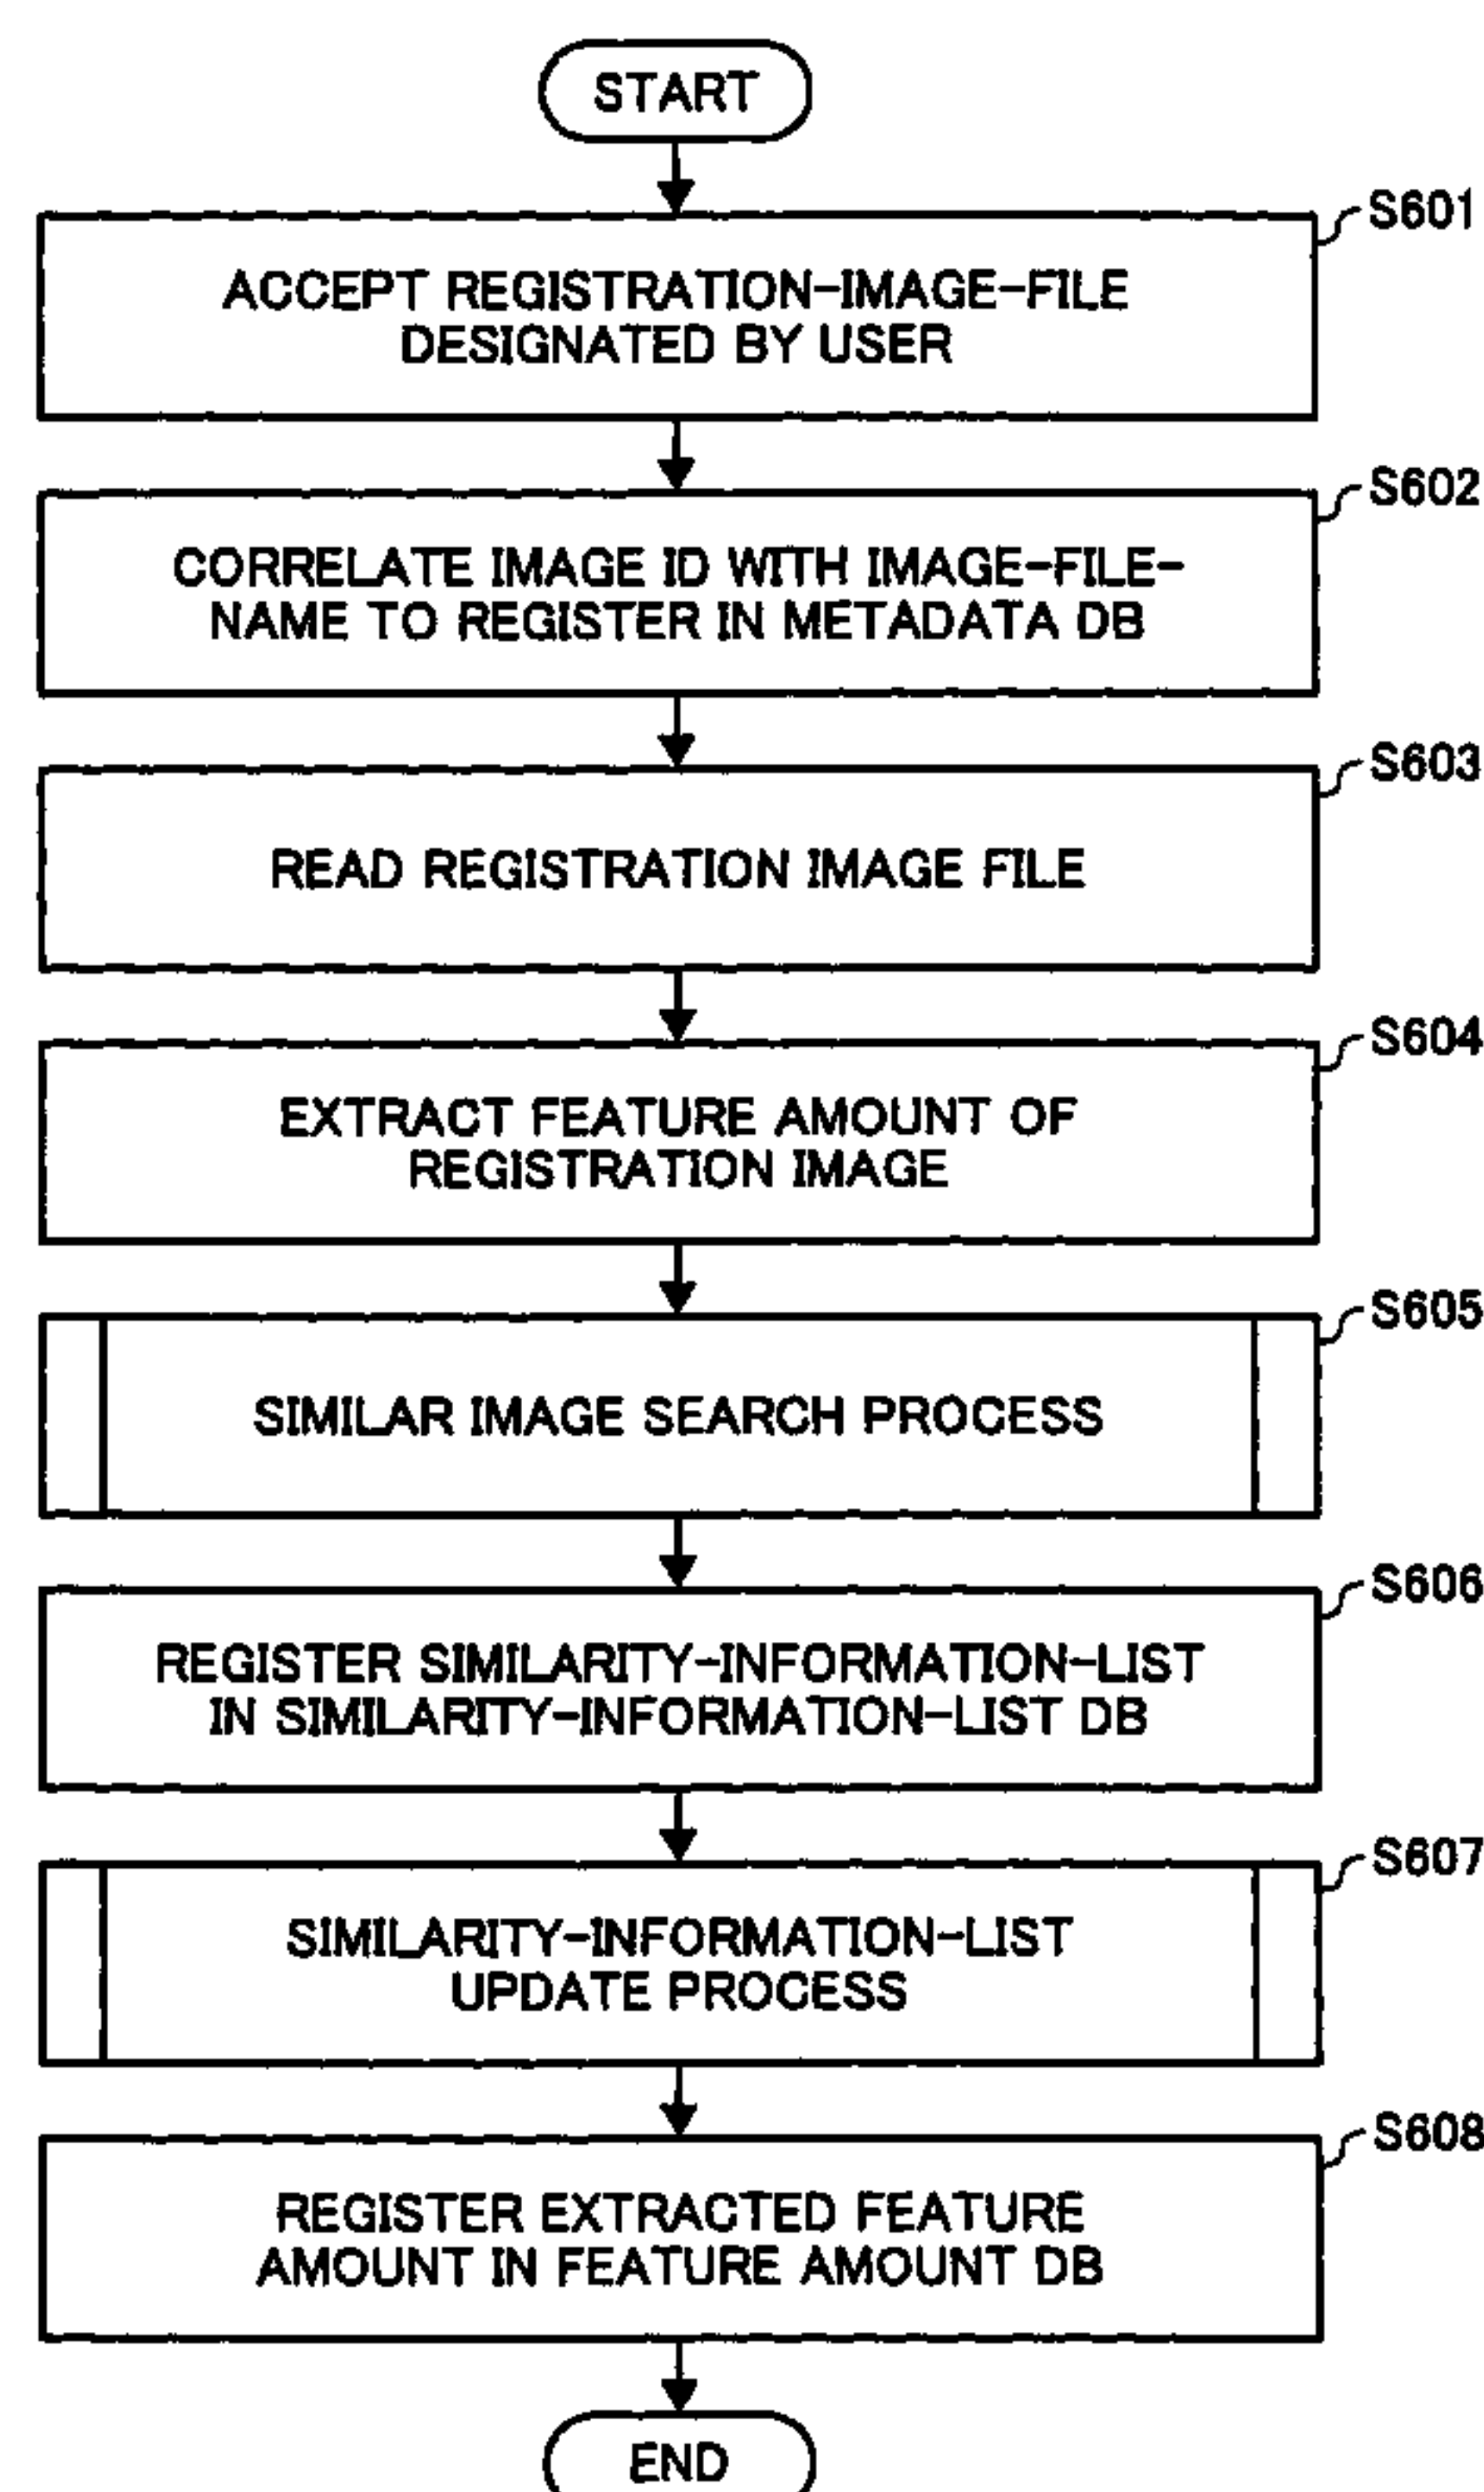 START
S601
ACCEPT REGISTRATION-IMAGE-FILE
DESIGNATED BY USER
S602
CORRELATE IMAGE ID WITH IMAGE-FILE-
NAME TO REGISTER IN METADATA DB
S603
READ REGISTRATION IMAGE FILE
S604
EXTRACT FEATURE AMOUNT OF
REGISTRATION IMAGE
S605
SIMILAR IMAGE SEARCH PROCESS
S606
REGISTER SIMILARITY-INFORMATION-LIST
IN SIMILARITY-INFORMATION-LIST DB
S607
SIMILARITY-INFORMATION-LIST
UPDATE PROCESS
S608
REGISTER EXTRACTED FEATURE
AMOUNT IN FEATURE AMOUNT DB
END